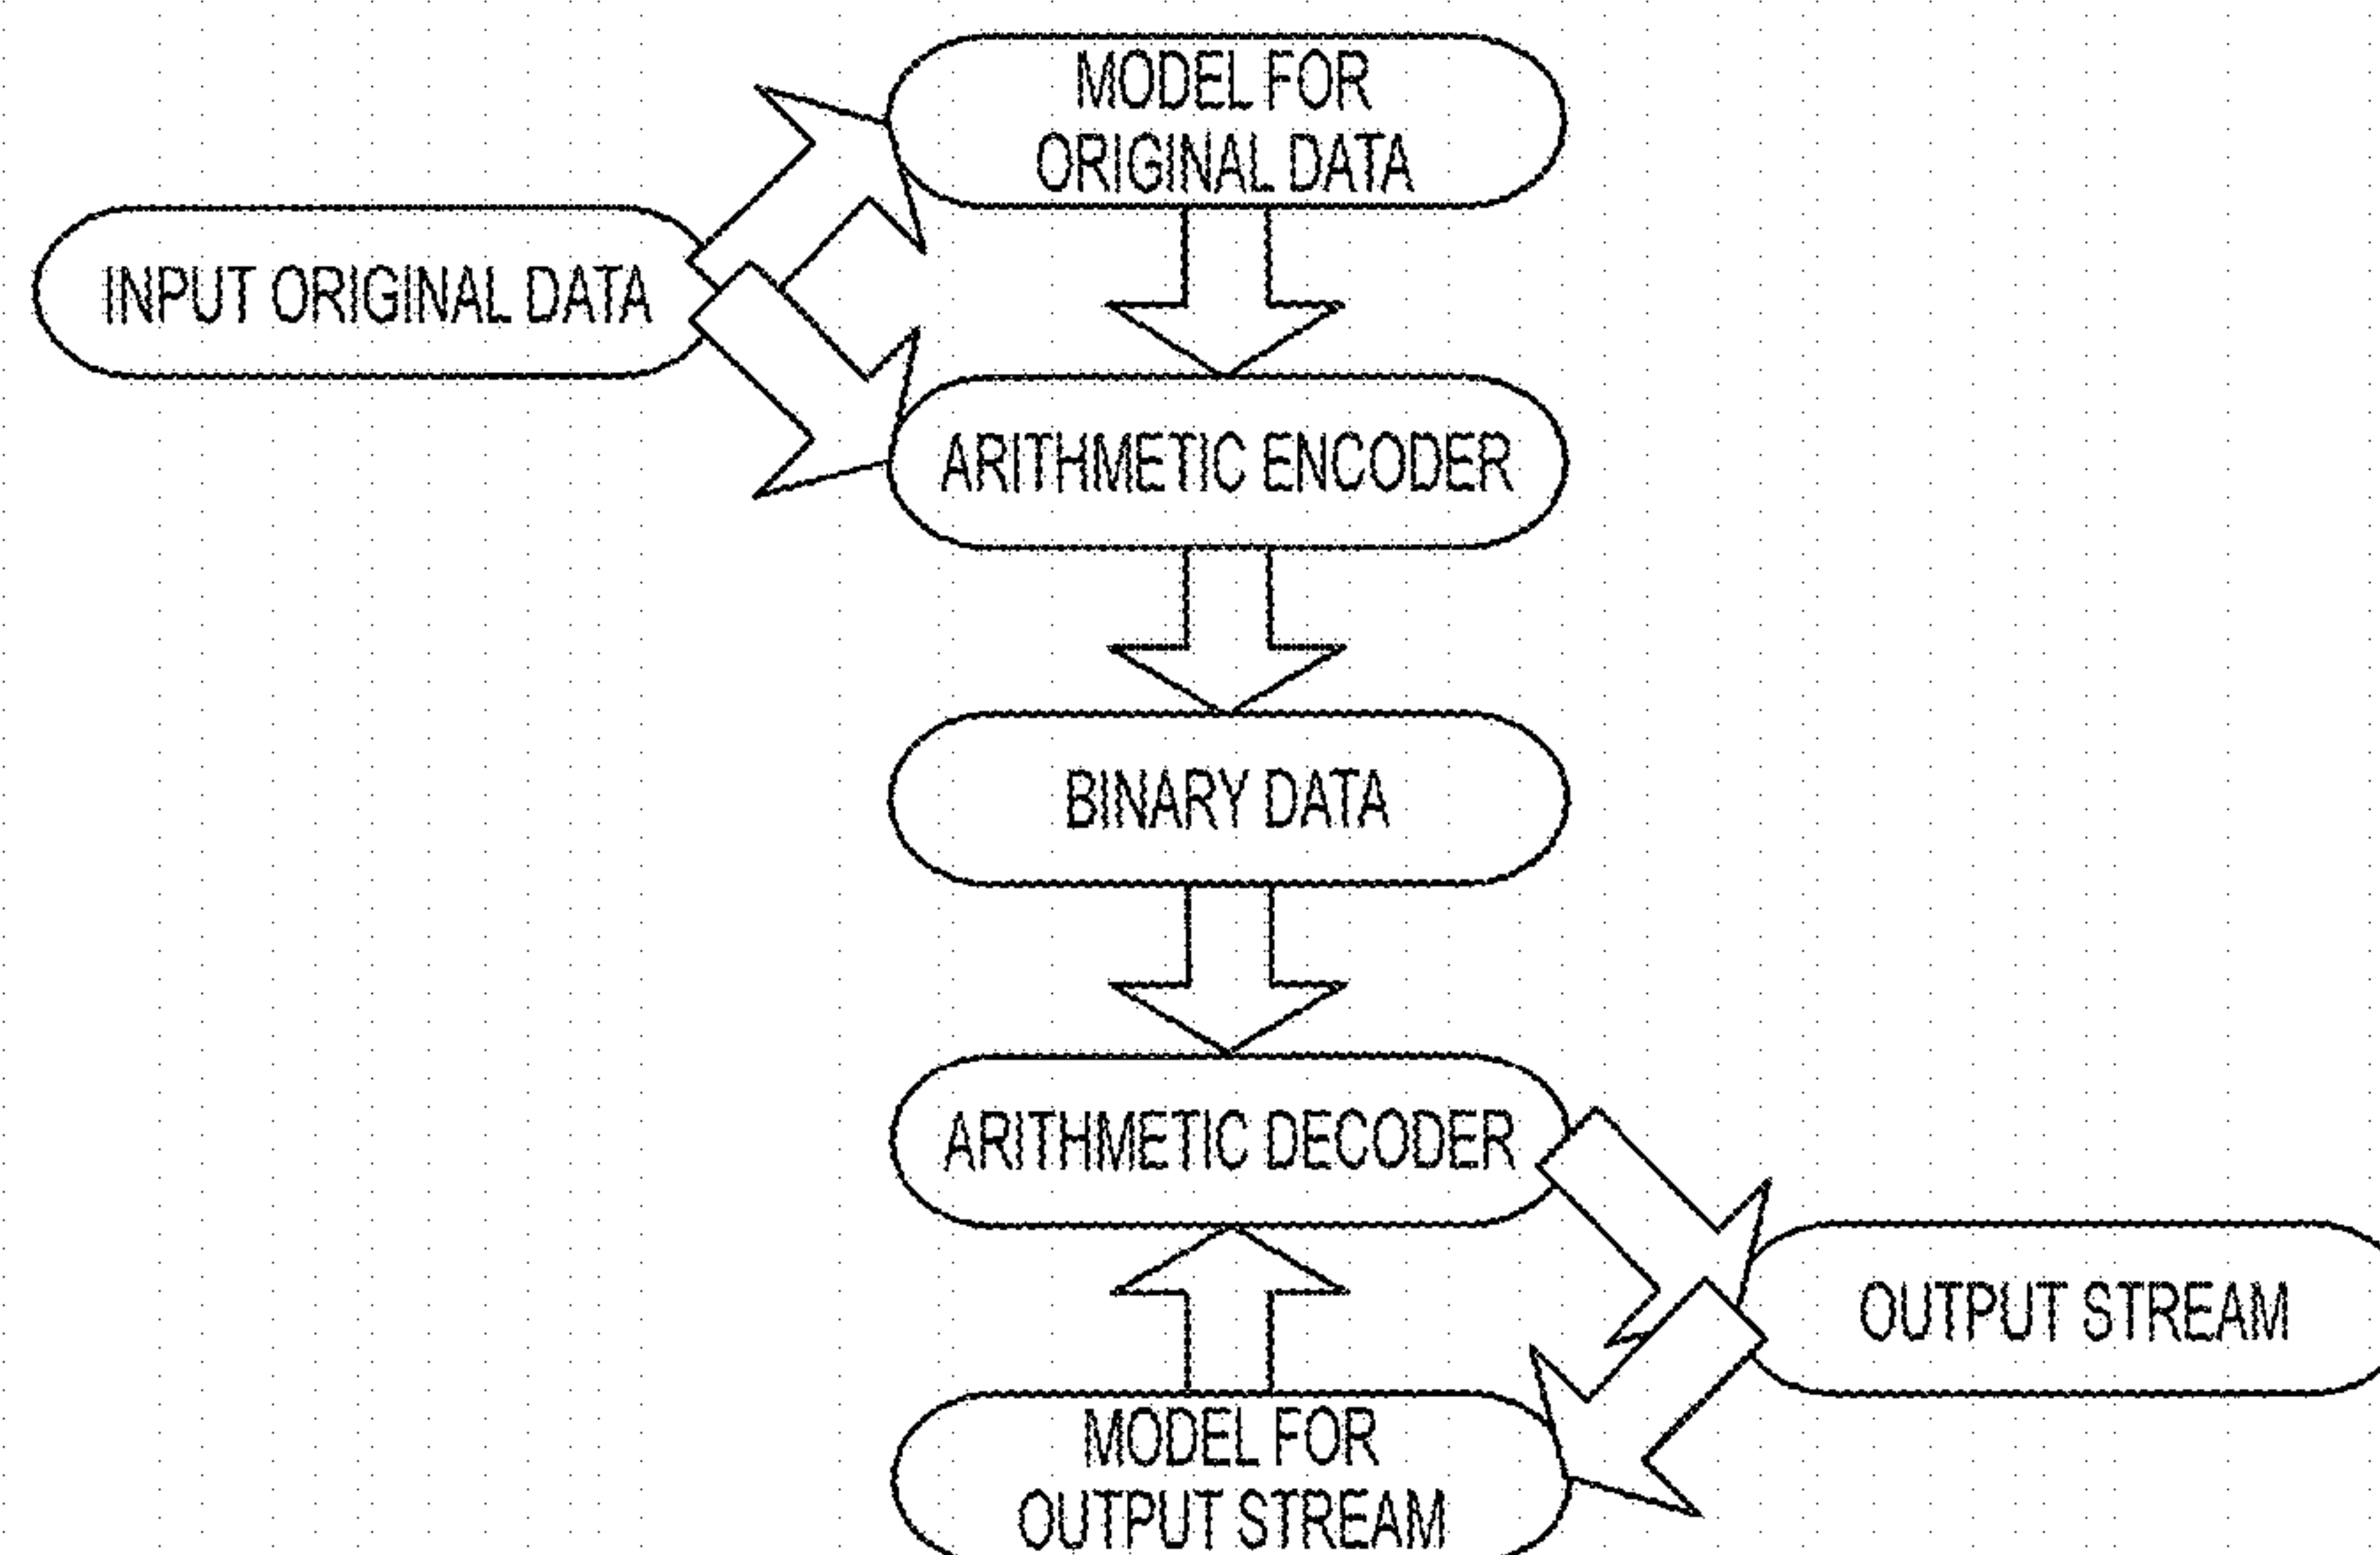 MODEL FOR
ORIGINAL DATA
INPUT ORIGINAL DATA
ARITHMETIC ENCODER
BINARY DATA
ARITHMETIC DECODER
OUTPUT STREAM
MODEL FOR
OUTPUT STREAM